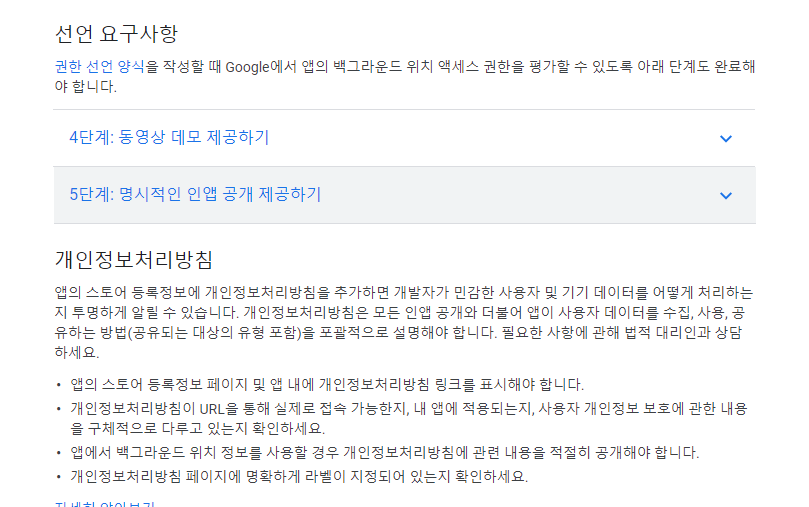 선언 요구사항
권한 선언 양식을 작성할 때 Google에서 앱의 백그라운드 위치 액세스 권한을 평가할 수 있도록 아래 단계도 완료해
야 합니다.
4단계: 동영상 데모 제공하기
5단계: 명시적인 인앱 공개 제공하기
개인정보처리방침
앱의 스토어 등록정보에 개인정보처리방침을 추가하면 개발자가 민감한 사용자 및 기기 데이터를 어떻게 처리하는
지 투명하게 알릴 수 있습니다. 개인정보처리방침은 모든 인앱 공개와 더불어 앱이 사용자 데이터를 수집, 사용, 공
유하는 방법(공유되는 대상의 유형 포함)을 포괄적으로 설명해야 합니다. 필요한 사항에 관해 법적 대리인과 상담
하세요.
• 앱의 스토어 등록정보 페이지 및 앱 내에 개인정보처리방침 링크를 표시해야 합니다.
• 개인정보처리방침이 URL을 통해 실제로 접속 가능한지, 내 앱에 적용되는지, 사용자 개인정보 보호에 관한 내용
을 구체적으로 다루고 있는지 확인하세요.
• 앱에서 백그라운드 위치 정보를 사용할 경우 개인정보처리방침에 관련 내용을 적절히 공개해야 합니다.
• 개인정보처리방침 페이지에 명확하게 라벨이 지정되어 있는지 확인하세요.